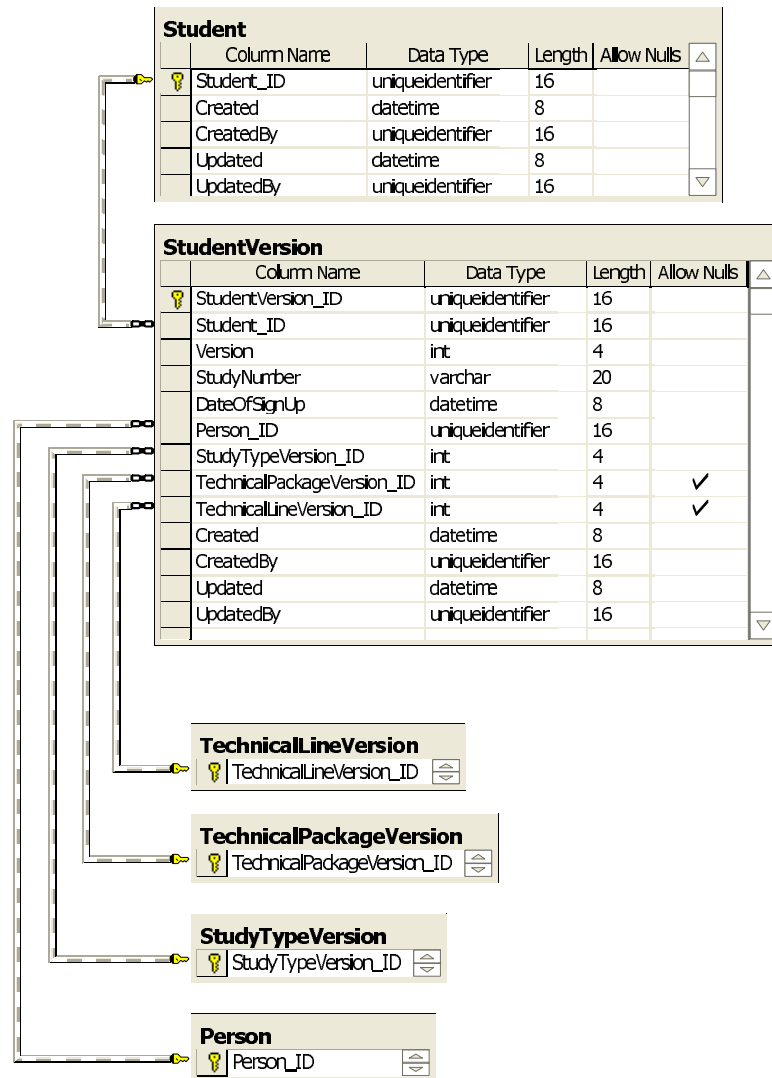 Student
Column Name Data Type Length Allow Nulls
Student_ID uniqueidentifier 16
Created datetime 8
CreatedBy uniqueidentifier 16
Updated datetime 8
UpdatedBy uniqueidentifier 16
StudentVersion
Column Name Data Type Length Allow Nulls
StudentVersion_ID uniqueidentifier 16
Student_ID uniqueidentifier 16
Version int 4
StudyNumber varchar 20
DateOfSignUp datetime 8
Person_ID uniqueidentifier 16
StudyTypeVersion_ID int 4
TechnicalPackageVersion_ID int 4 ✓
TechnicalLineVersion_ID int 4 ✓
Created datetime 8
CreatedBy uniqueidentifier 16
Updated datetime 8
UpdatedBy uniqueidentifier 16
TechnicalLineVersion
TechnicalLineVersion_ID
TechnicalPackageVersion
TechnicalPackageVersion_ID
StudyTypeVersion
StudyTypeVersion_ID
Person
Person_ID